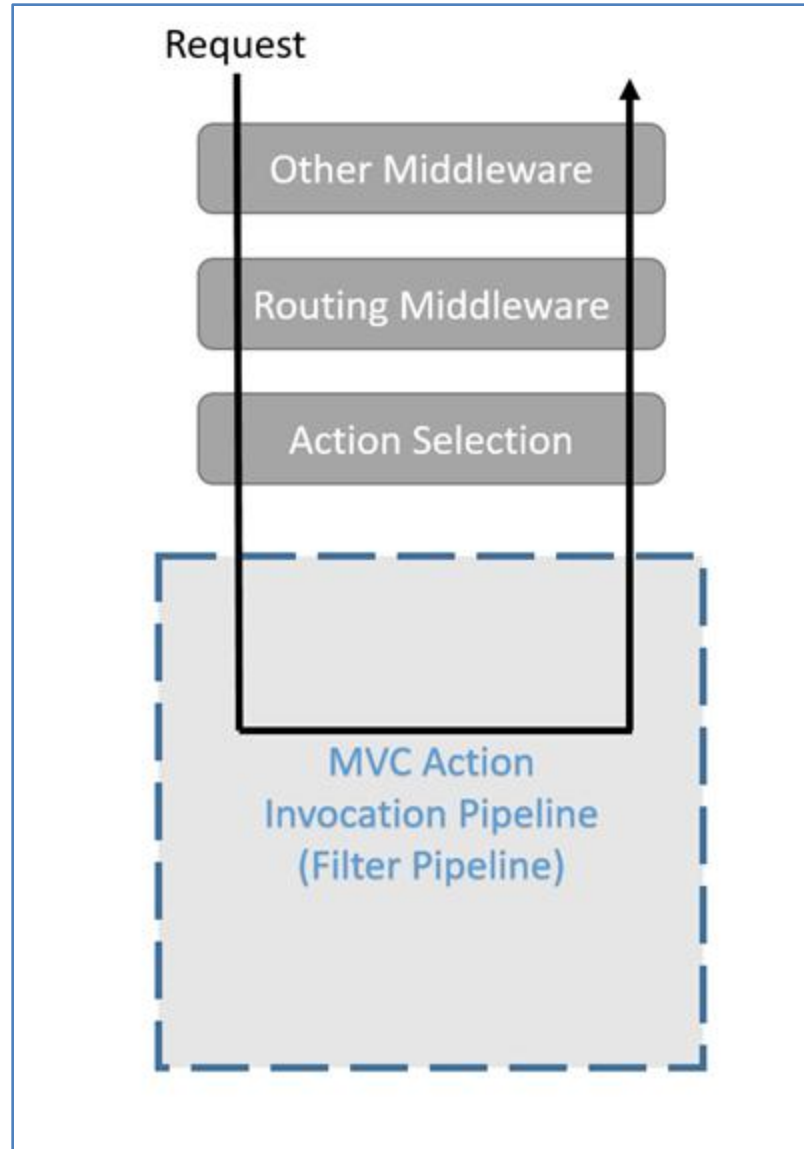 Request
Other Middleware
Routing Middleware
Action Selection
MVC Action
Invocation Pipeline
(Filter Pipeline)